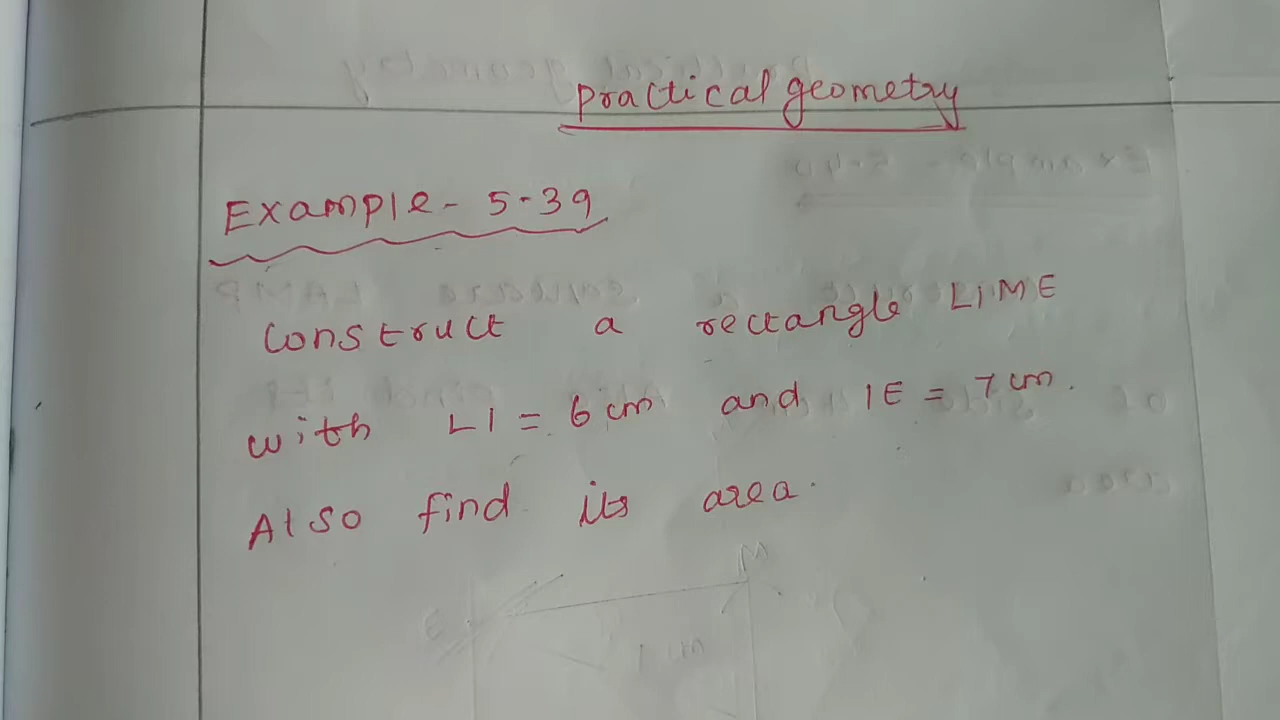 Practical geometry
Example - 5.39
Construct a rectangle LIME
with LI = 6 cm and IE = 7 cm.
Also find its area.
E
M